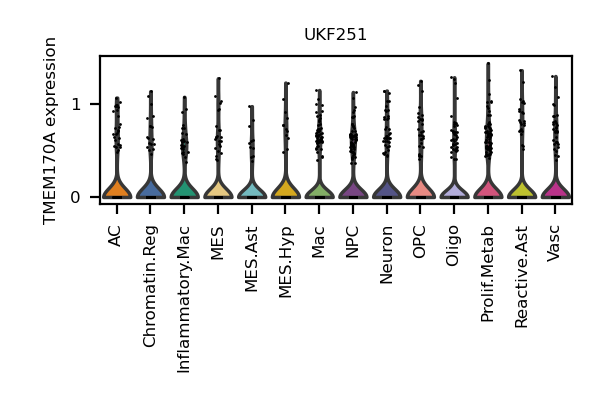 UKF251
TMEM170A expression
1
0
AC
Chromatin.Reg
Inflammatory.Mac
MES
MES.Ast
MES.Hyp
Mac
NPC
Neuron
OPC
Oligo
Prolif.Metab
Reactive.Ast
Vasc